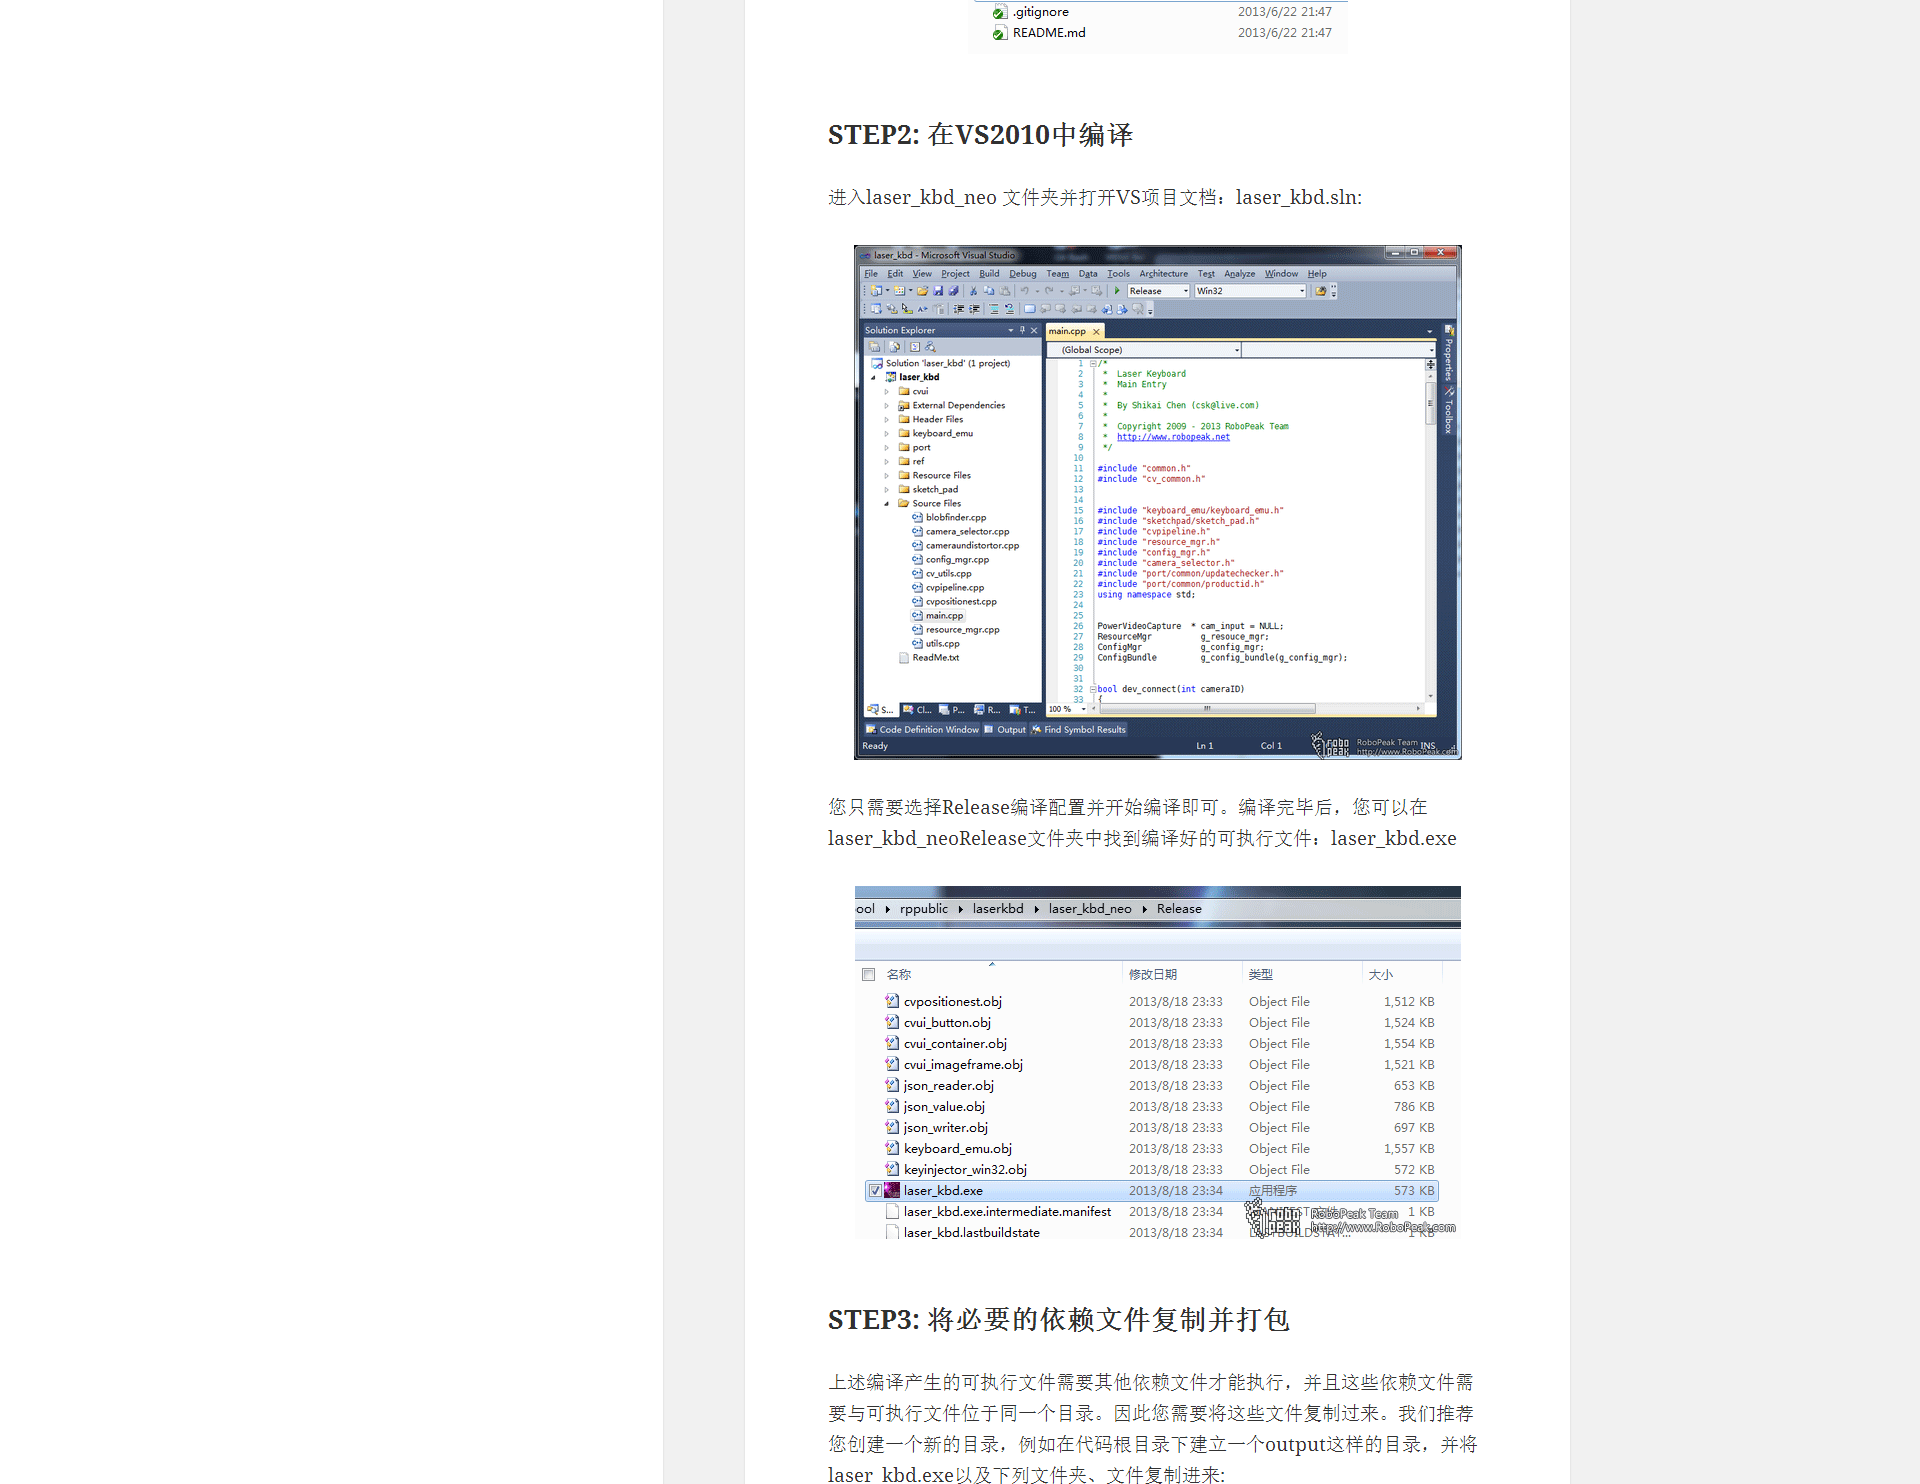 .gitignore 2013/6/22 21:47
README.md 2013/6/22 21:47
STEP2: 在VS2010中编译
进入laser_kbd_neo 文件夹并打开VS项目文档：laser_kbd.sln:
laser_kbd - Microsoft Visual Studio
File Edit View Project Build Debug Team Data Tools Architecture Test Analyze Window Help
Release Win32
Solution Explorer
Solution 'laser_kbd' (1 project)
laser_kbd
cvui
External Dependencies
Header Files
keyboard_emu
port
ref
Resource Files
sketch_pad
Source Files
blobfinder.cpp
camera_selector.cpp
cameraundistortor.cpp
config_mgr.cpp
cv_utils.cpp
cvpipeline.cpp
cvpositionest.cpp
main.cpp
resource_mgr.cpp
utils.cpp
ReadMe.txt
S... Cl... P... R... T...
main.cpp
(Global Scope)
1 /*
2 * Laser Keyboard
3 * Main Entry
4 *
5 * By Shikai Chen (csk@live.com)
6 *
7 * Copyright 2009 - 2013 RoboPeak Team
8 * http://www.robopeak.net
9 */
10
11 #include "common.h"
12 #include "cv_common.h"
13
14
15 #include "keyboard_emu/keyboard_emu.h"
16 #include "sketchpad/sketch_pad.h"
17 #include "cvpipeline.h"
18 #include "resource_mgr.h"
19 #include "config_mgr.h"
20 #include "camera_selector.h"
21 #include "port/common/updatechecker.h"
22 #include "port/common/productid.h"
23 using namespace std;
24
25
26 PowerVideoCapture * cam_input = NULL;
27 ResourceMgr g_resouce_mgr;
28 ConfigMgr g_config_mgr;
29 ConfigBundle g_config_bundle(g_config_mgr);
30
31
32 bool dev_connect(int cameraID)
33 {
100 %
Properties
Toolbox
Code Definition Window Output Find Symbol Results
Ready Ln 1 Col 1 INS
robo peak RoboPeak Team
http://www.RoboPeak.com
您只需要选择Release编译配置并开始编译即可。编译完毕后，您可以在
laser_kbd_neoRelease文件夹中找到编译好的可执行文件：laser_kbd.exe
ool rppublic laserkbd laser_kbd_neo Release
名称 修改日期 类型 大小
cvpositionest.obj 2013/8/18 23:33 Object File 1,512 KB
cvui_button.obj 2013/8/18 23:33 Object File 1,524 KB
cvui_container.obj 2013/8/18 23:33 Object File 1,554 KB
cvui_imageframe.obj 2013/8/18 23:33 Object File 1,521 KB
json_reader.obj 2013/8/18 23:33 Object File 653 KB
json_value.obj 2013/8/18 23:33 Object File 786 KB
json_writer.obj 2013/8/18 23:33 Object File 697 KB
keyboard_emu.obj 2013/8/18 23:33 Object File 1,557 KB
keyinjector_win32.obj 2013/8/18 23:33 Object File 572 KB
laser_kbd.exe 2013/8/18 23:34 应用程序 573 KB
laser_kbd.exe.intermediate.manifest 2013/8/18 23:34 1 KB
laser_kbd.lastbuildstate 2013/8/18 23:34 1 KB
robo peak RoboPeak Team
http://www.RoboPeak.com
STEP3: 将必要的依赖文件复制并打包
上述编译产生的可执行文件需要其他依赖文件才能执行，并且这些依赖文件需
要与可执行文件位于同一个目录。因此您需要将这些文件复制过来。我们推荐
您创建一个新的目录，例如在代码根目录下建立一个output这样的目录，并将
laser_kbd.exe以及下列文件夹、文件复制进来: